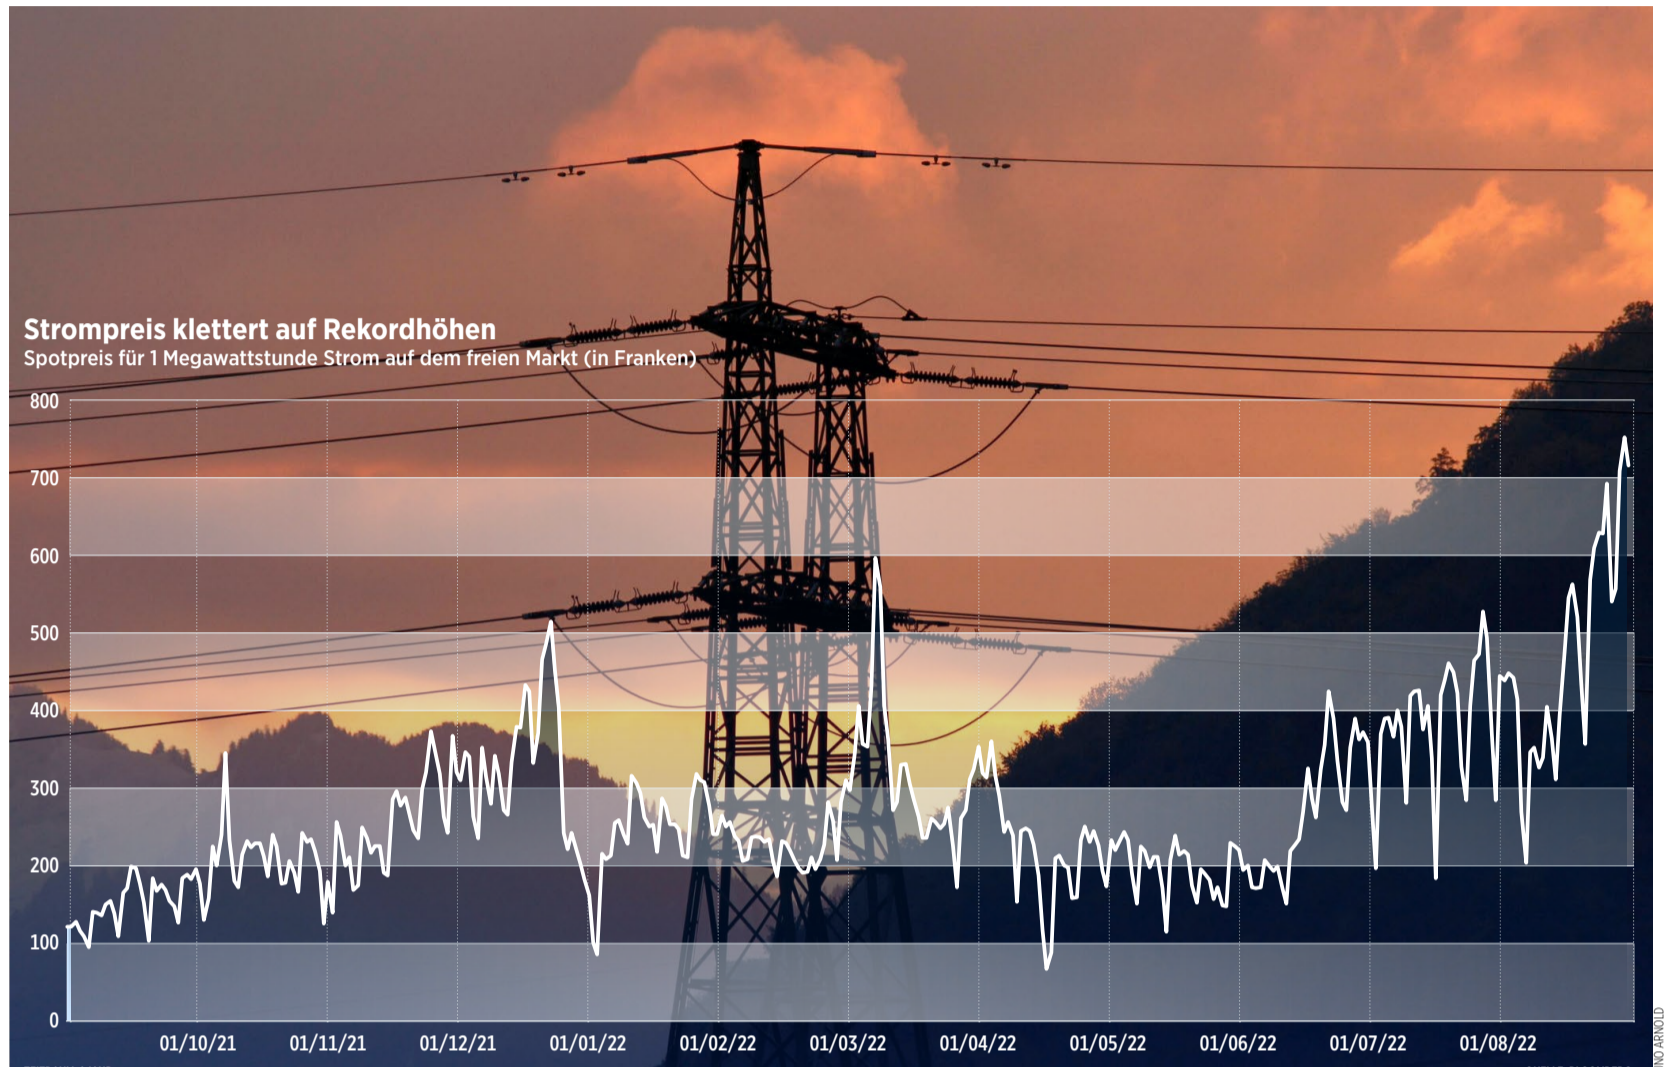 Strompreis klettert auf Rekordhöhen
Spotpreis für 1 Megawattstunde Strom auf dem freien Markt (in Franken)
800
700
600
500
400
300
200
100
0
01/10/21 01/11/21 01/12/21 01/01/22 01/02/22 01/03/22 01/04/22 01/05/22 01/06/22 01/07/22 01/08/22
INO ARNOLD